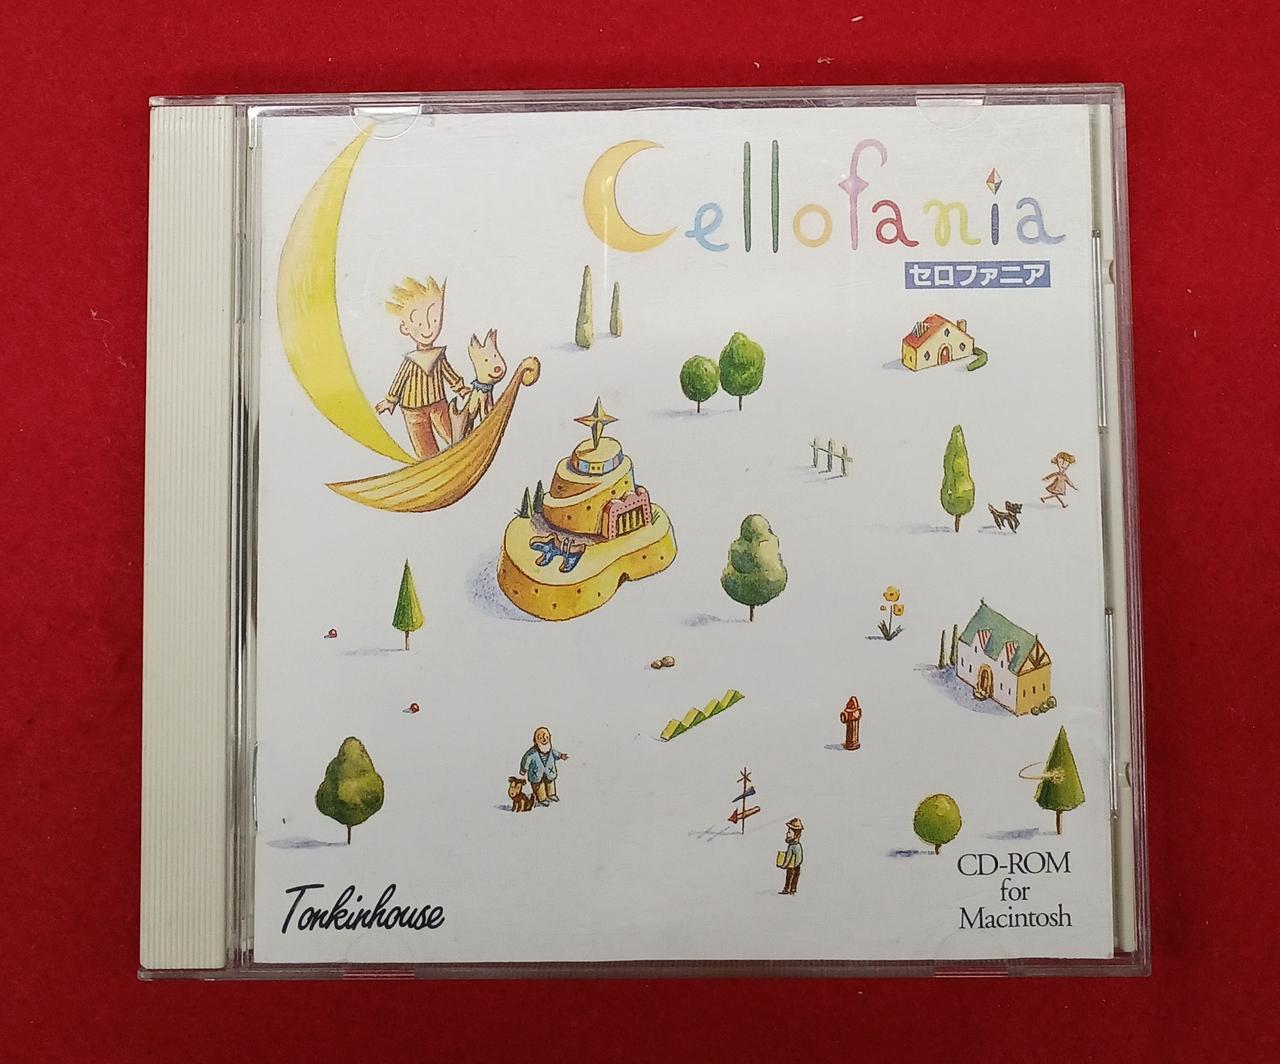 Cellofania
セロファニア
Tonkinhouse
CD-ROM
for
Macintosh